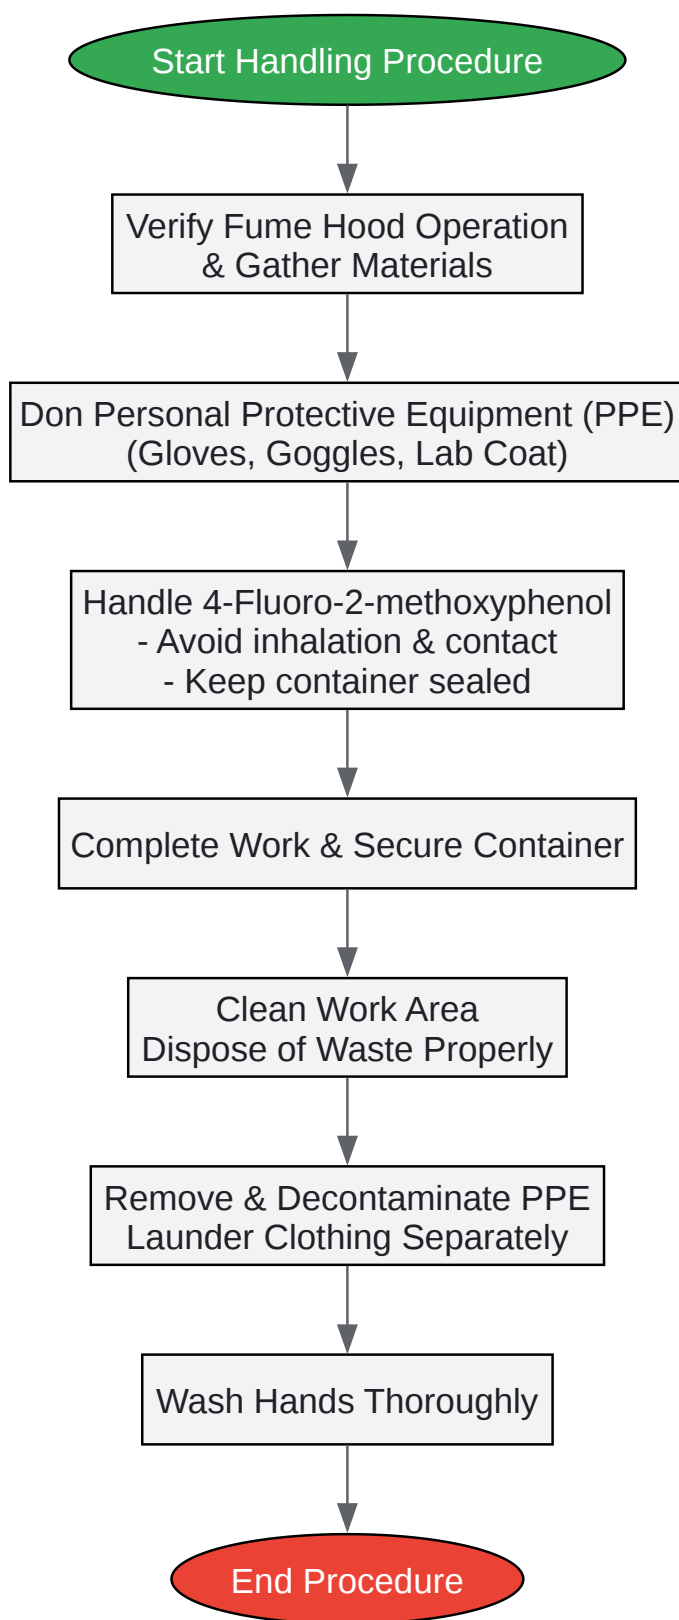 Start Handling Procedure
Verify Fume Hood Operation
& Gather Materials
Don Personal Protective Equipment (PPE)
(Gloves, Goggles, Lab Coat)
Handle 4-Fluoro-2-methoxyphenol
- Avoid inhalation & contact
- Keep container sealed
Complete Work & Secure Container
Clean Work Area
Dispose of Waste Properly
Remove & Decontaminate PPE
Launder Clothing Separately
Wash Hands Thoroughly
End Procedure